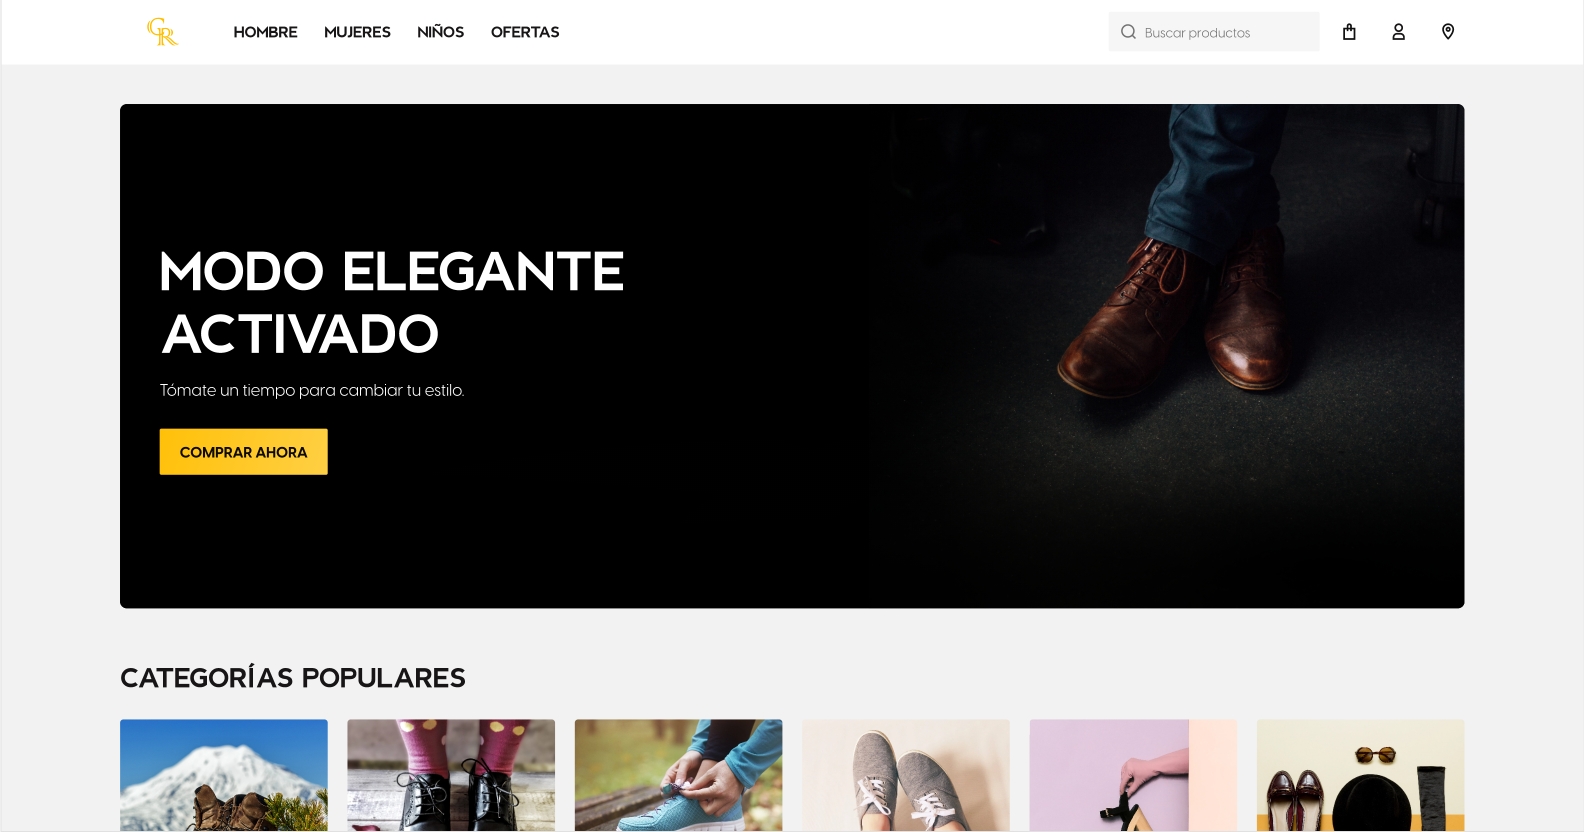 GR
HOMBRE MUJERES NIÑOS OFERTAS
Buscar productos
MODO ELEGANTE
ACTIVADO
Tómate un tiempo para cambiar tu estilo.
COMPRAR AHORA
CATEGORÍAS POPULARES